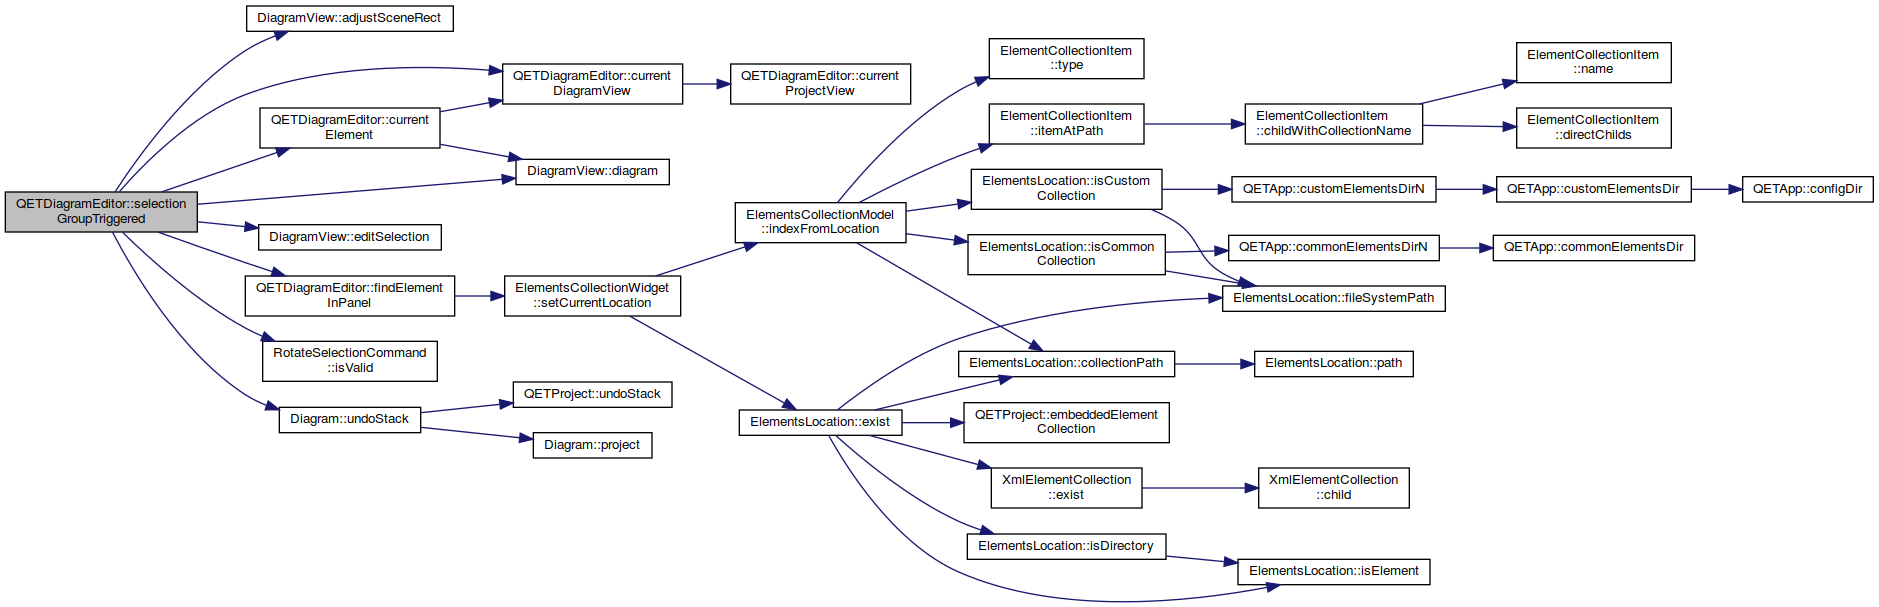 DiagramView::adjustSceneRect
QETDiagramEditor::current
DiagramView
QETDiagramEditor::current
ProjectView
QETDiagramEditor::current
Element
DiagramView::diagram
QETDiagramEditor::selection
GroupTriggered
DiagramView::editSelection
QETDiagramEditor::findElement
InPanel
ElementsCollectionWidget
::setCurrentLocation
RotateSelectionCommand
::isValid
Diagram::undoStack
QETProject::undoStack
Diagram::project
ElementsCollectionModel
::indexFromLocation
ElementsLocation::exist
ElementCollectionItem
::type
ElementCollectionItem
::itemAtPath
ElementCollectionItem
::childWithCollectionName
ElementCollectionItem
::name
ElementCollectionItem
::directChilds
ElementsLocation::isCustom
Collection
QETApp::customElementsDirN
QETApp::customElementsDir
QETApp::configDir
ElementsLocation::isCommon
Collection
QETApp::commonElementsDirN
QETApp::commonElementsDir
ElementsLocation::fileSystemPath
ElementsLocation::collectionPath
ElementsLocation::path
QETProject::embeddedElement
Collection
XmlElementCollection
::exist
XmlElementCollection
::child
ElementsLocation::isDirectory
ElementsLocation::isElement